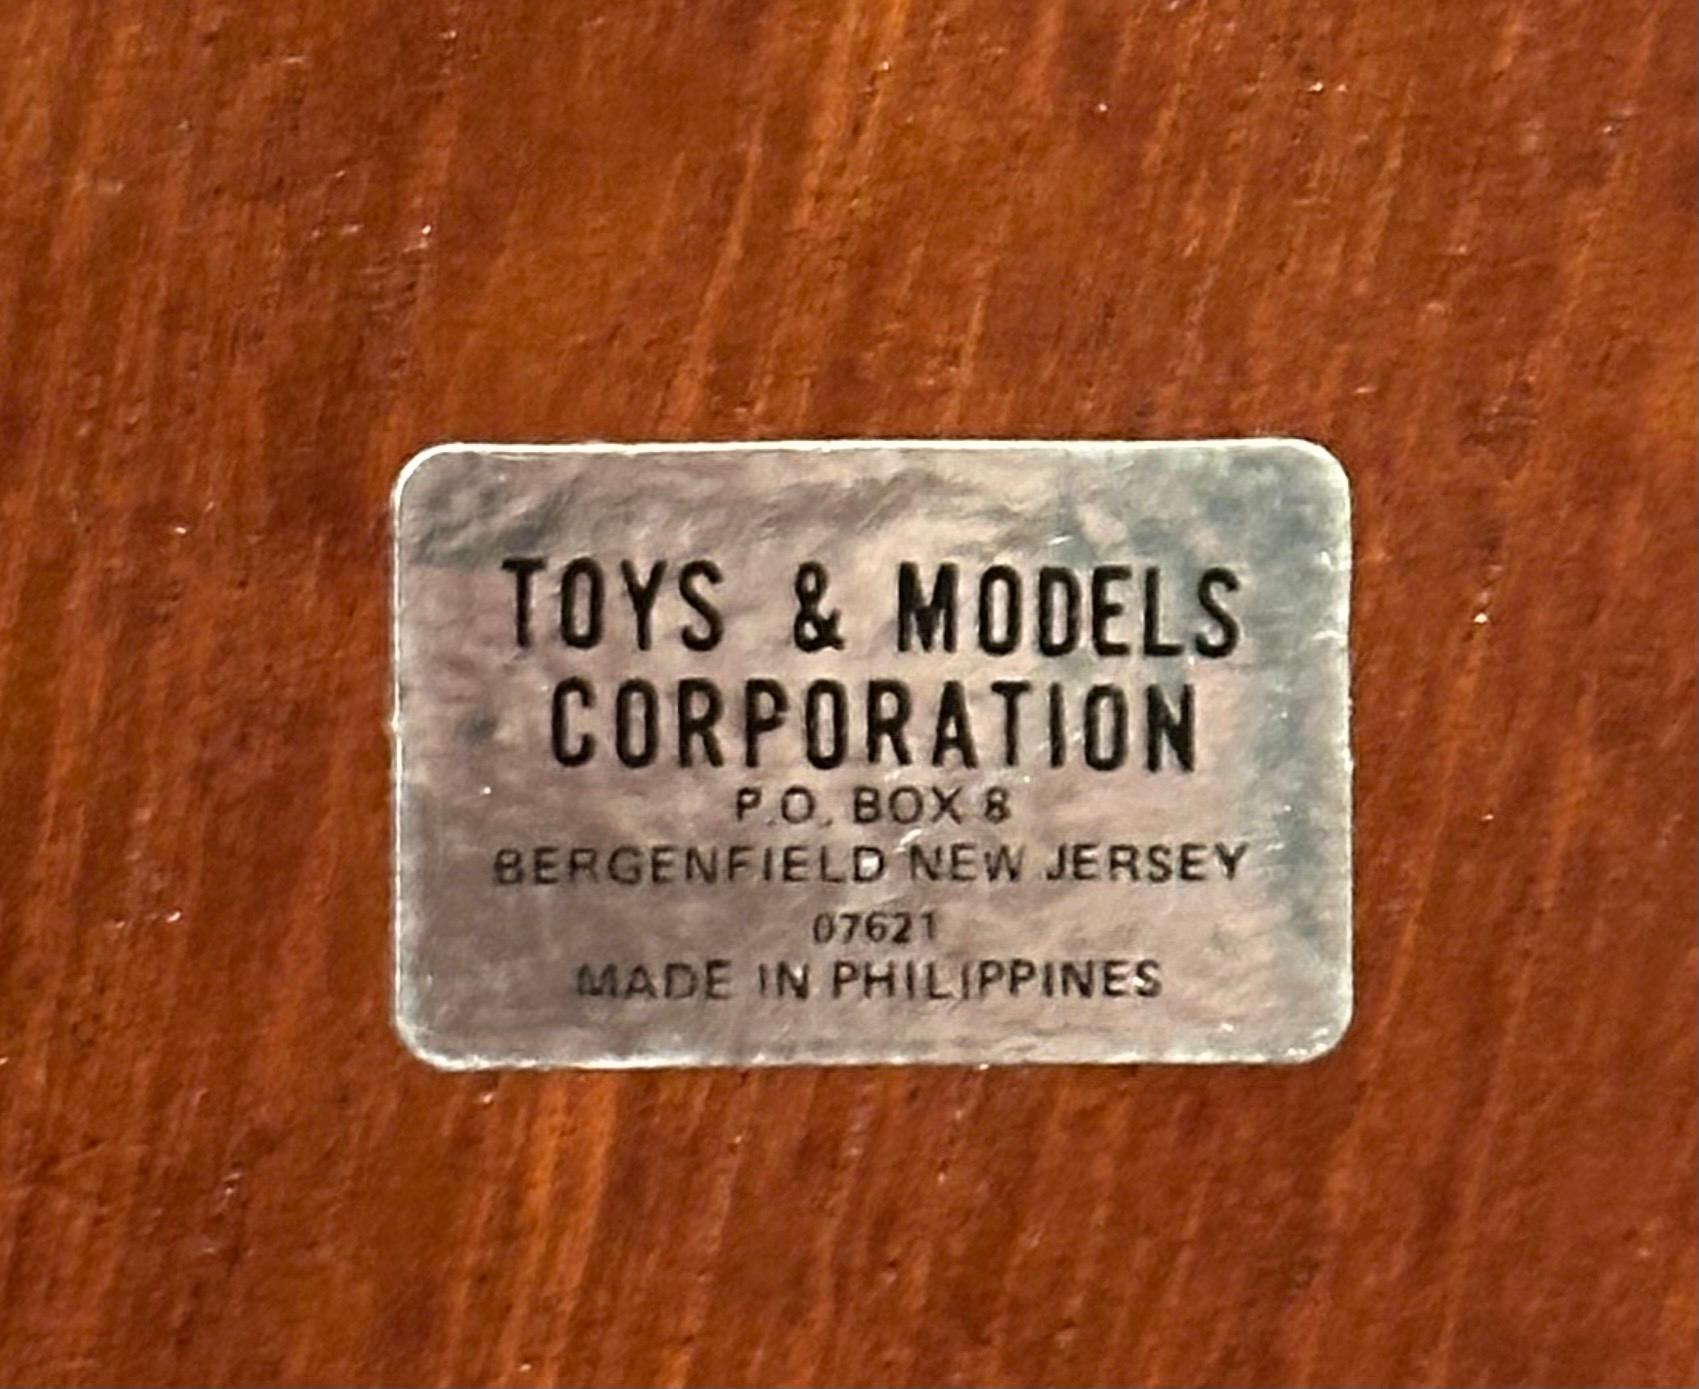 TOYS & MODELS
CORPORATION
P.O. BOX 8
BERGENFIELD NEW JERSEY
07621
MADE IN PHILIPPINES